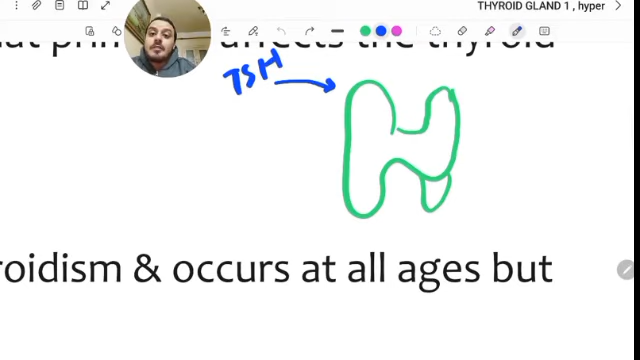 THYROID GLAND 1 , hyper
affects the thyroid
TSH
roidism & occurs at all ages but